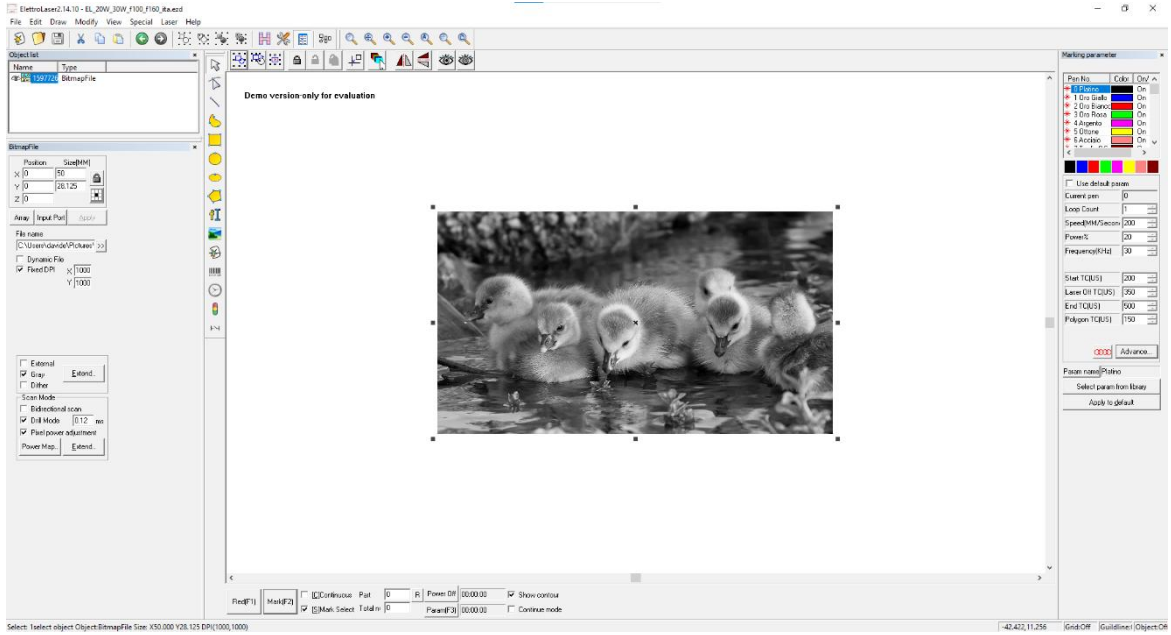 ElettroLaser2.14.10 - EL_20W_30W_f100_f160_ita.ezd
File Edit Draw Modify View Special Laser Help
Object list
Name Type
BitmapFile
Demo version-only for evaluation
BitmapFile
Position Size[MM]
X 0 50
Y 0 28.125
Z 0
Array Input Port Apply
File name
C:\Users\davide\Pictures\ >>
Dynamic File
Fixed DPI X 1000
Y 1000
External
Gray Extend..
Dither
Scan Mode
Bidirectional scan
Drill Mode 0.12 ms
Pixel power adjustment
Power Map.. Extend..
Marking parameter
Pen No. Color On/
0 Platino On
1 Oro Giallo On
2 Oro Bianco On
3 Oro Rosa On
4 Argento On
5 Ottone On
6 Acciaio On
Use default param
Current pen 0
Loop Count 1
Speed(MM/Secon 200
Power% 20
Frequency(KHz) 30
Start TC(US) 200
Laser Off TC(US) 350
End TC(US) 500
Polygon TC(US) 150
Advance...
Param name Platino
Select param from library
Apply to default
Red(F1) Mark(F2) [C]Continuous Part 0 R Power Off 00:00:00 Show contour
[S]Mark Select Total n 0 Param(F3) 00:00:00 Continue mode
Select: 1select object Object:BitmapFile Size: X50.000 Y28.125 DPI(1000,1000) -42.422,11.256 Grid:Off Guildline:I Object:Of